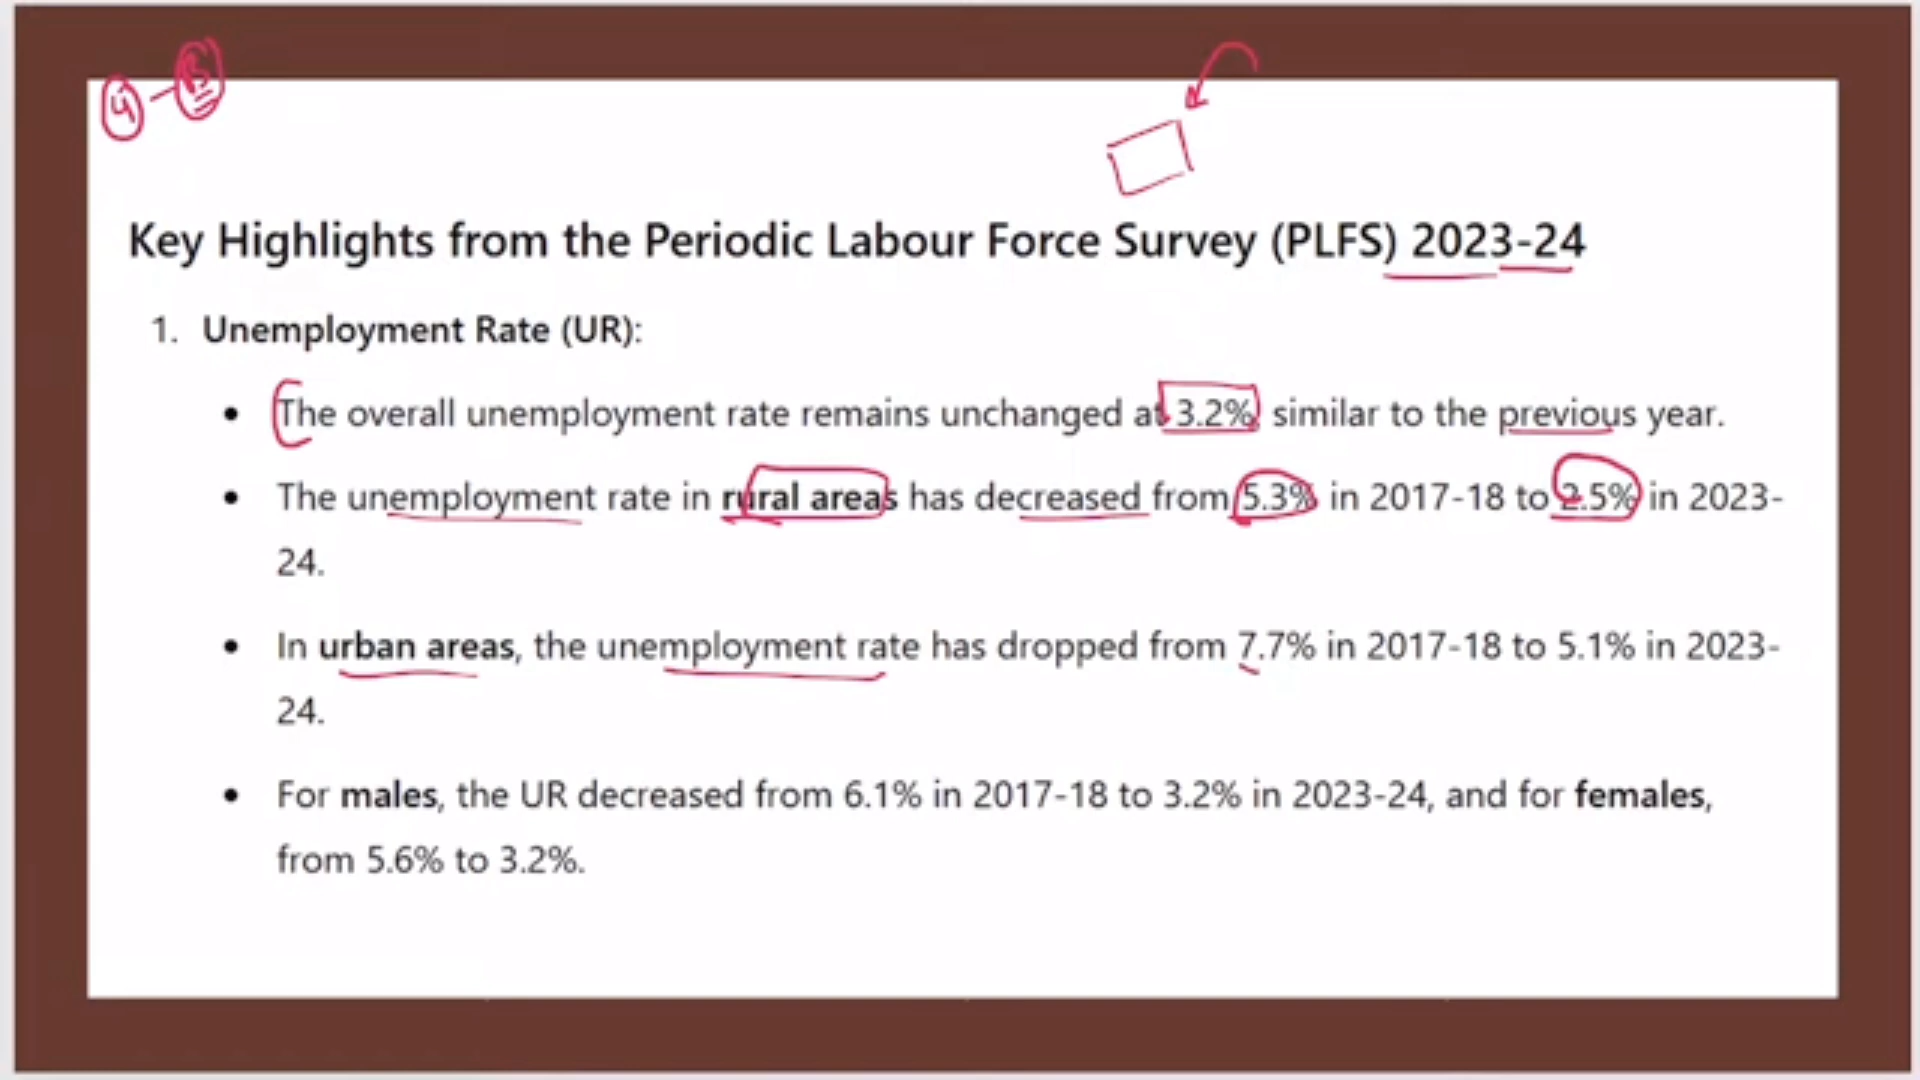 Key Highlights from the Periodic Labour Force Survey (PLFS) 2023-24
1. Unemployment Rate (UR):
• The overall unemployment rate remains unchanged at 3.2% similar to the previous year.
• The unemployment rate in rural areas has decreased from 5.3% in 2017-18 to 2.5% in 2023-
24.
• In urban areas, the unemployment rate has dropped from 7.7% in 2017-18 to 5.1% in 2023-
24.
• For males, the UR decreased from 6.1% in 2017-18 to 3.2% in 2023-24, and for females,
from 5.6% to 3.2%.